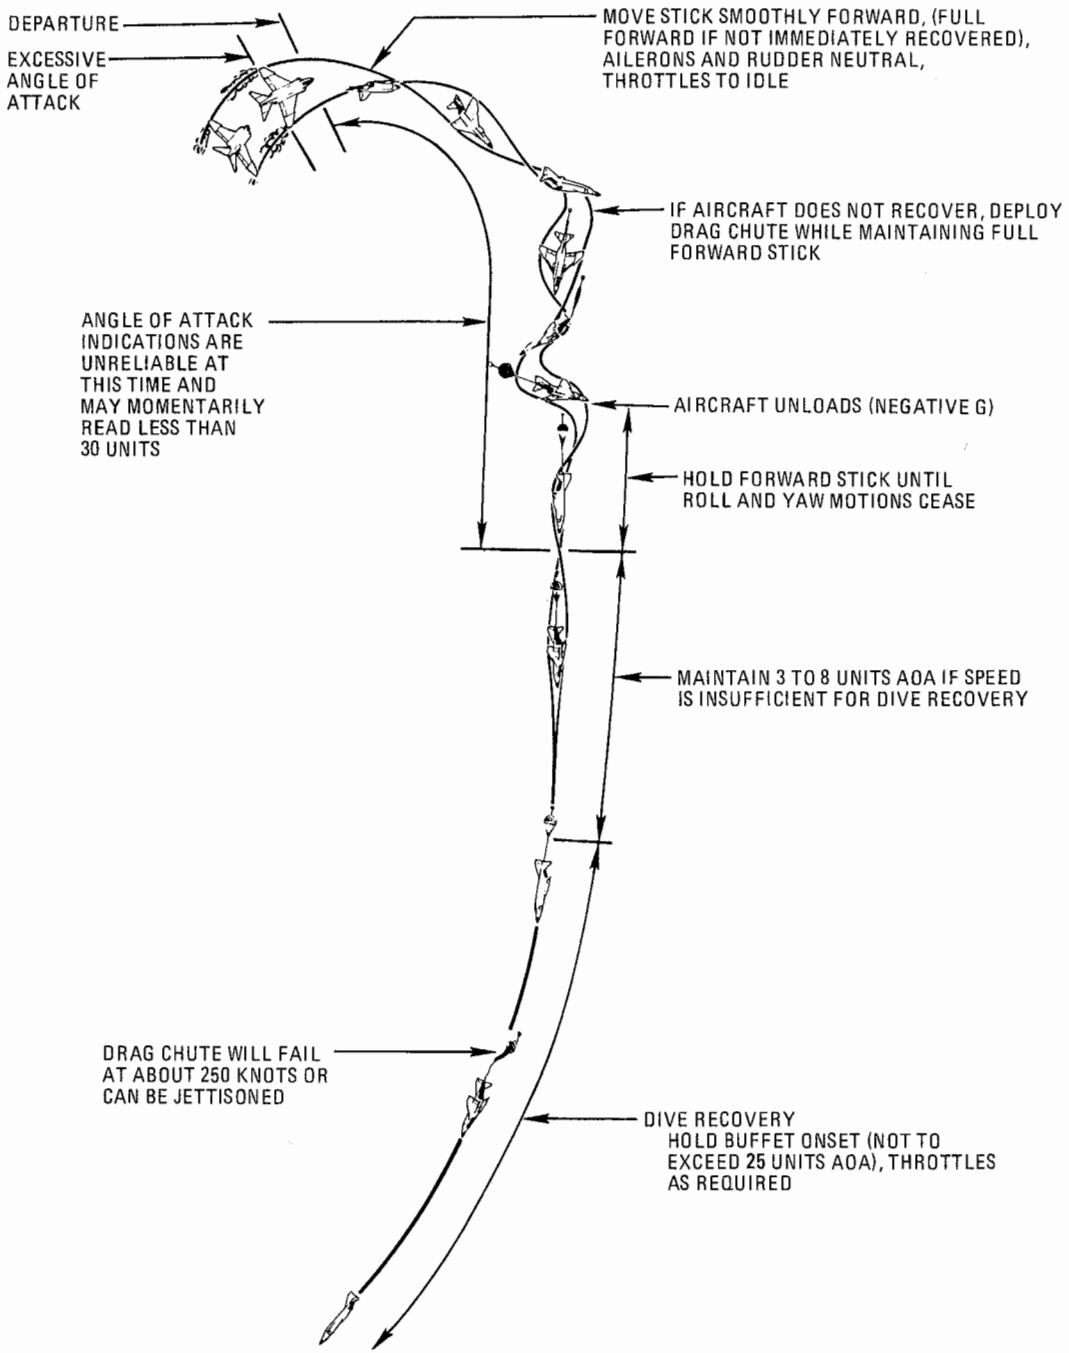 DEPARTURE
EXCESSIVE
ANGLE OF
ATTACK
MOVE STICK SMOOTHLY FORWARD, (FULL
FORWARD IF NOT IMMEDIATELY RECOVERED),
AILERONS AND RUDDER NEUTRAL,
THROTTLES TO IDLE
IF AIRCRAFT DOES NOT RECOVER, DEPLOY
DRAG CHUTE WHILE MAINTAINING FULL
FORWARD STICK
ANGLE OF ATTACK
INDICATIONS ARE
UNRELIABLE AT
THIS TIME AND
MAY MOMENTARILY
READ LESS THAN
30 UNITS
AIRCRAFT UNLOADS (NEGATIVE G)
HOLD FORWARD STICK UNTIL
ROLL AND YAW MOTIONS CEASE
MAINTAIN 3 TO 8 UNITS AOA IF SPEED
IS INSUFFICIENT FOR DIVE RECOVERY
DRAG CHUTE WILL FAIL
AT ABOUT 250 KNOTS OR
CAN BE JETTISONED
DIVE RECOVERY
HOLD BUFFET ONSET (NOT TO
EXCEED 25 UNITS AOA), THROTTLES
AS REQUIRED